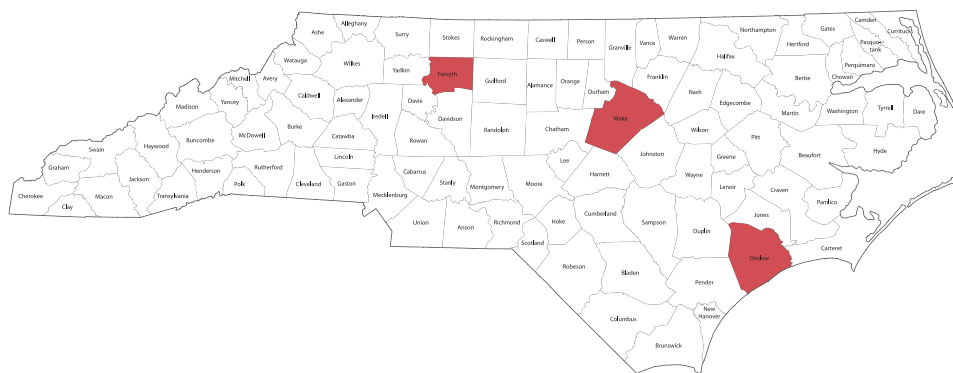 Ashe
Alleghany
Surry
Stokes
Rockingham
Caswell
Person
Granville
Vance
Warren
Northampton
Gates
Camden
Currituck
Pasquo-
tank
Hertford
Perquimans
Chowan
Halifax
Bertie
Watauga
Wilkes
Yadkin
Forsyth
Guilford
Alamance
Orange
Durham
Franklin
Nash
Edgecombe
Martin
Washington
Tyrrell
Dare
Mitchell
Avery
Caldwell
Alexander
Iredell
Davie
Davidson
Randolph
Chatham
Wake
Wilson
Pitt
Beaufort
Hyde
Madison
Yancey
McDowell
Burke
Catawba
Rowan
Lee
Johnston
Greene
Swain
Haywood
Buncombe
Rutherford
Lincoln
Cabarrus
Stanly
Montgomery
Moore
Harnett
Wayne
Lenoir
Craven
Pamlico
Graham
Jackson
Henderson
Polk
Cleveland
Gaston
Mecklenburg
Cherokee
Clay
Macon
Transylvania
Union
Anson
Richmond
Scotland
Hoke
Cumberland
Sampson
Duplin
Jones
Carteret
Onslow
Robeson
Bladen
Pender
Columbus
New
Hanover
Brunswick